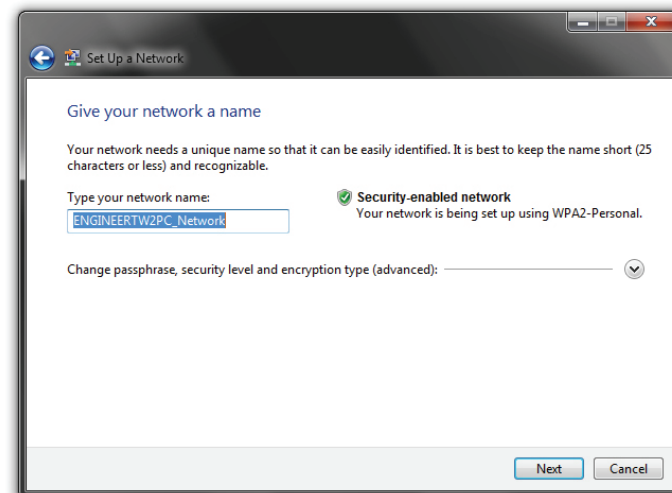 Set Up a Network
Give your network a name
Your network needs a unique name so that it can be easily identified. It is best to keep the name short (25
characters or less) and recognizable.
Type your network name:
ENGINEERTW2PC_Network
Security-enabled network
Your network is being set up using WPA2-Personal.
Change passphrase, security level and encryption type (advanced):
Next
Cancel